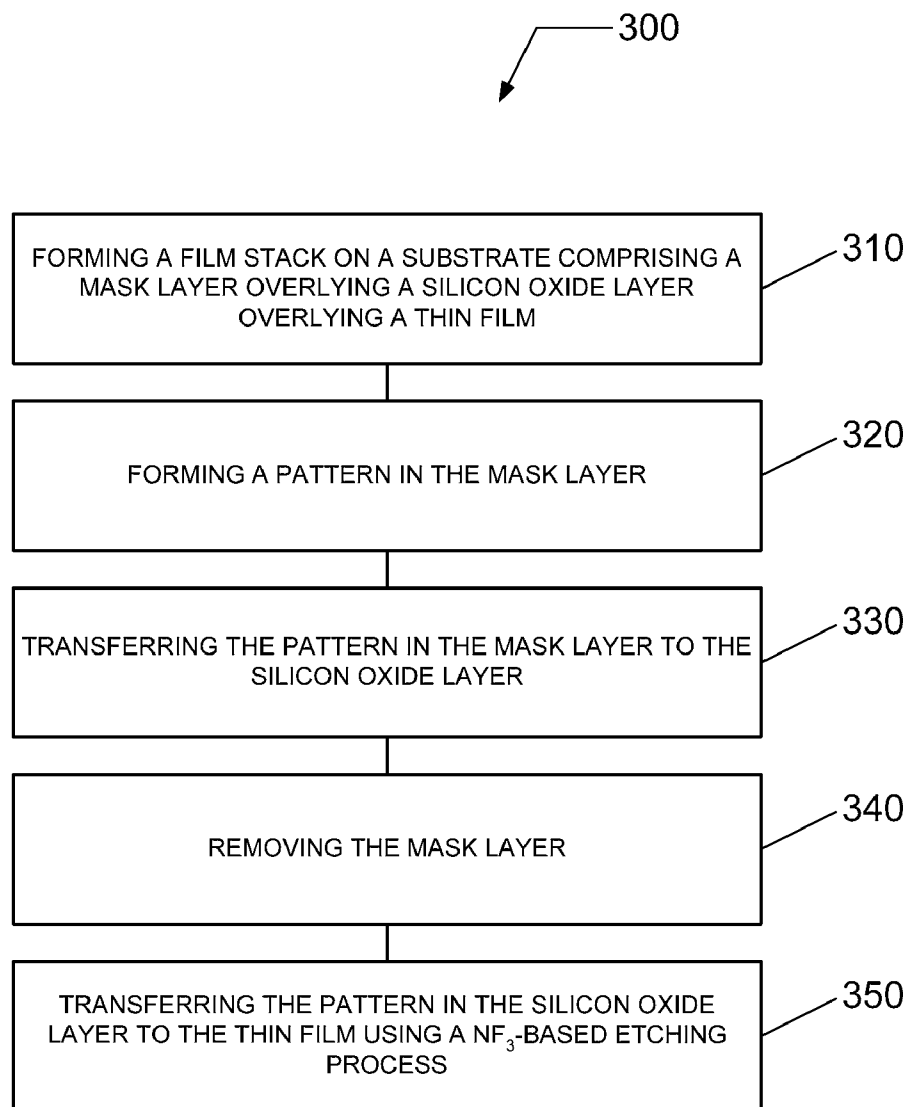 300
FORMING A FILM STACK ON A SUBSTRATE COMPRISING A
MASK LAYER OVERLYING A SILICON OXIDE LAYER
OVERLYING A THIN FILM
310
FORMING A PATTERN IN THE MASK LAYER
320
TRANSFERRING THE PATTERN IN THE MASK LAYER TO THE
SILICON OXIDE LAYER
330
REMOVING THE MASK LAYER
340
TRANSFERRING THE PATTERN IN THE SILICON OXIDE
LAYER TO THE THIN FILM USING A NF₃-BASED ETCHING
PROCESS
350